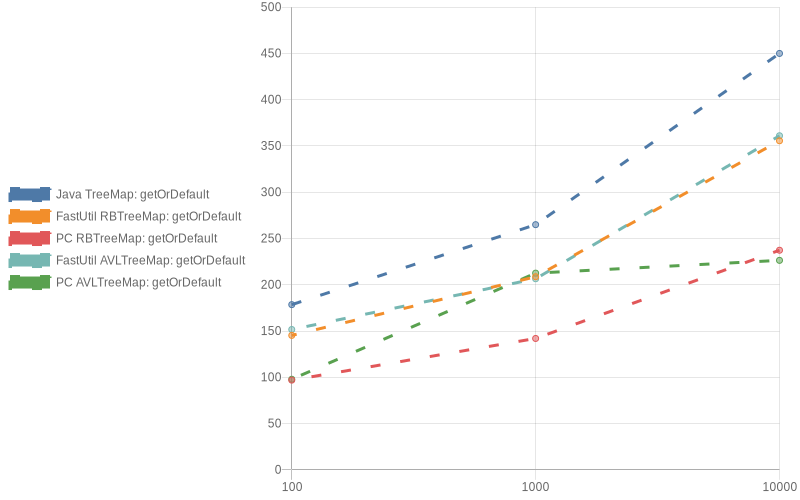 Java TreeMap: getOrDefault
FastUtil RBTreeMap: getOrDefault
PC RBTreeMap: getOrDefault
FastUtil AVLTreeMap: getOrDefault
PC AVLTreeMap: getOrDefault
500
450
400
350
300
250
200
150
100
50
0
100 1000 10000